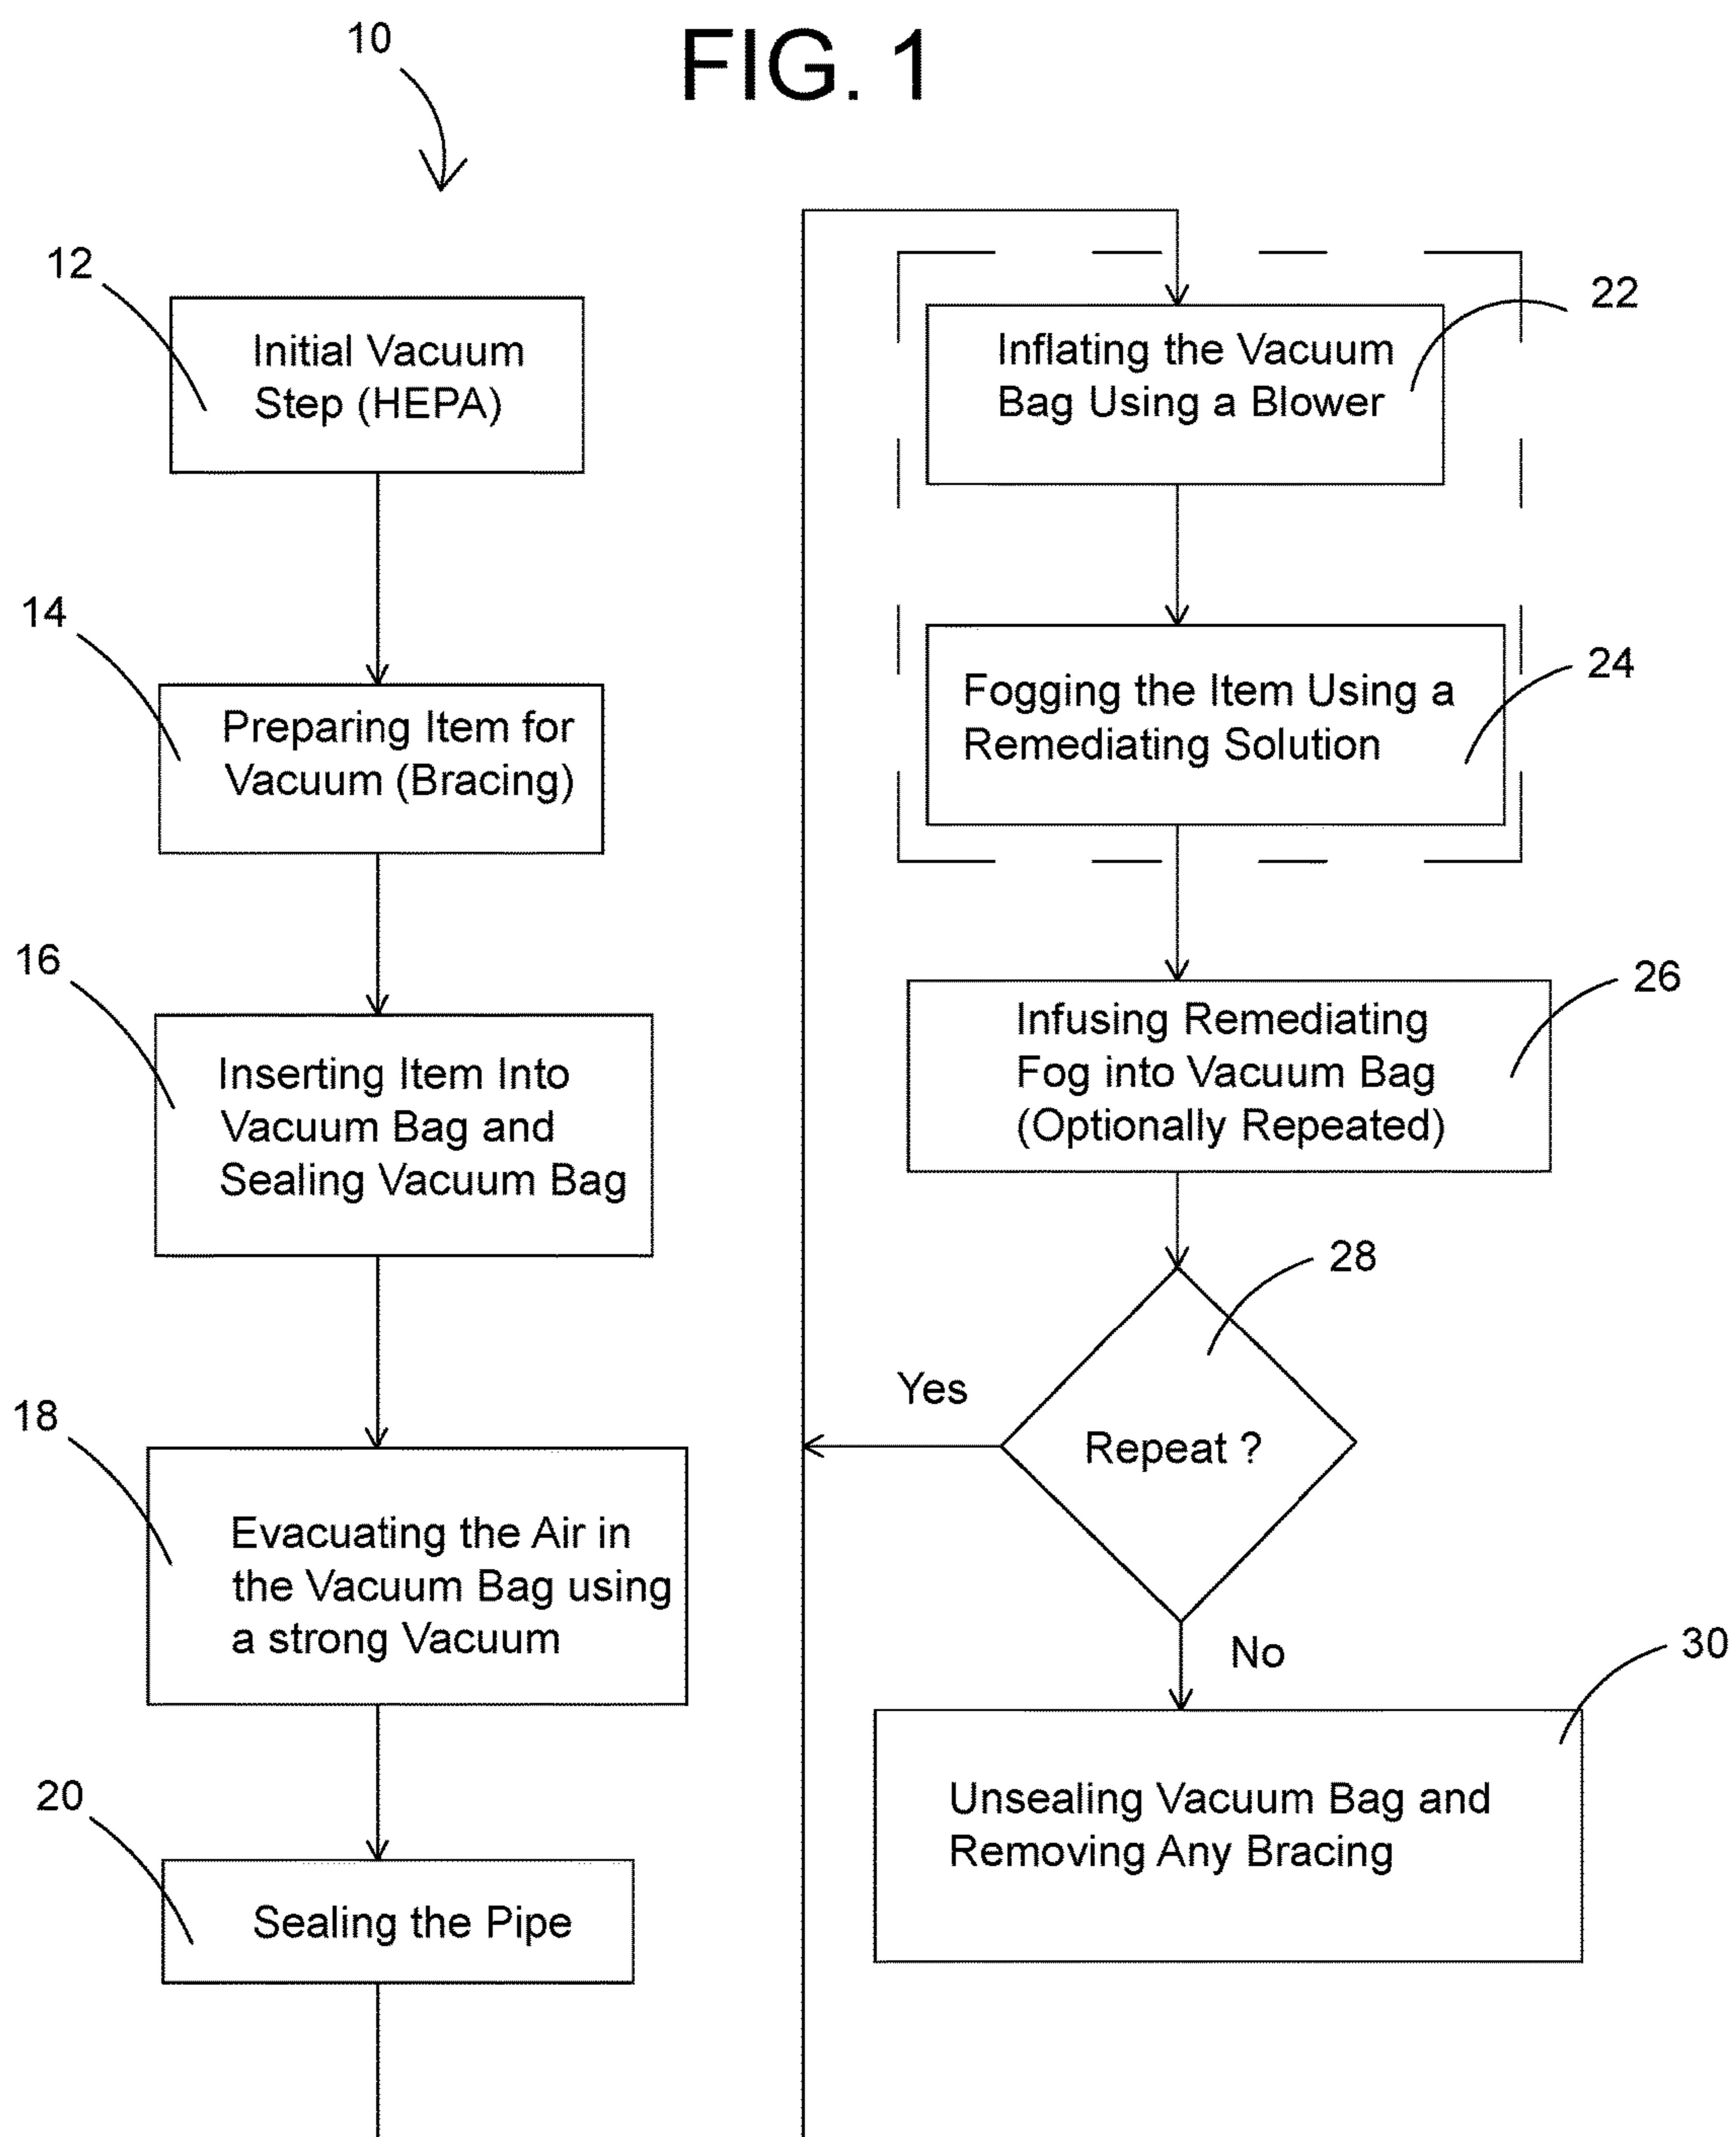 FIG. 1
10
12
Initial Vacuum
Step (HEPA)
14
Preparing Item for
Vacuum (Bracing)
16
Inserting Item Into
Vacuum Bag and
Sealing Vacuum Bag
18
Evacuating the Air in
the Vacuum Bag using
a strong Vacuum
20
Sealing the Pipe
22
Inflating the Vacuum
Bag Using a Blower
24
Fogging the Item Using a
Remediating Solution
26
Infusing Remediating
Fog into Vacuum Bag
(Optionally Repeated)
28
Repeat ?
Yes
No
30
Unsealing Vacuum Bag and
Removing Any Bracing